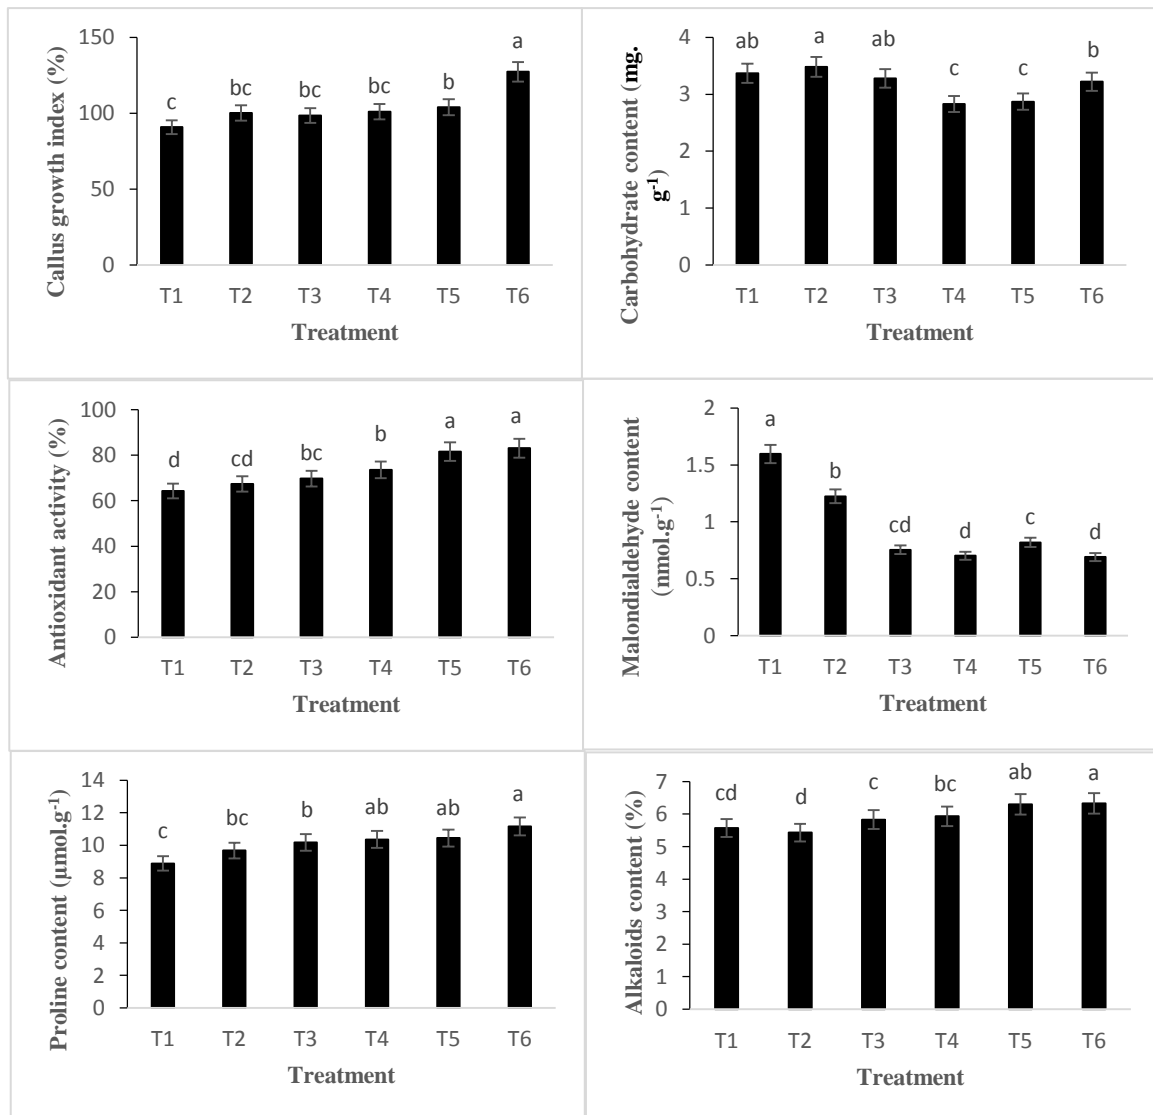 Callus growth index (%)
150
100
50
0
c
bc
bc
bc
b
a
T1 T2 T3 T4 T5 T6
Treatment
Carbohydrate content (mg.
g-1)
4
3
2
1
0
ab
a
ab
c
c
b
T1 T2 T3 T4 T5 T6
Treatment
Antioxidant activity (%)
100
80
60
40
20
0
d
cd
bc
b
a
a
T1 T2 T3 T4 T5 T6
Treatment
Malondialdehyde content
(nmol.g-1)
2
1.5
1
0.5
0
a
b
cd
d
c
d
T1 T2 T3 T4 T5 T6
Treatment
Proline content (µmol.g-1)
14
12
10
8
6
4
2
0
c
bc
b
ab
ab
a
T1 T2 T3 T4 T5 T6
Treatment
Alkaloids content (%)
7
6
5
4
3
2
1
0
cd
d
c
bc
ab
a
T1 T2 T3 T4 T5 T6
Treatment